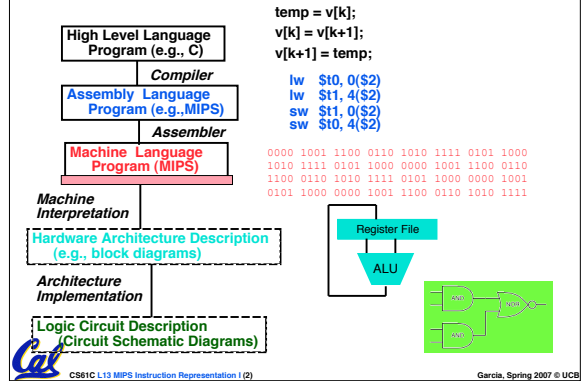 High Level Language
Program (e.g., C)
Compiler
Assembly Language
Program (e.g.,MIPS)
Assembler
Machine Language
Program (MIPS)
Machine
Interpretation
Hardware Architecture Description
(e.g., block diagrams)
Architecture
Implementation
Logic Circuit Description
(Circuit Schematic Diagrams)
temp = v[k];
v[k] = v[k+1];
v[k+1] = temp;
lw $t0, 0($2)
lw $t1, 4($2)
sw $t1, 0($2)
sw $t0, 4($2)
0000 1001 1100 0110 1010 1111 0101 1000
1010 1111 0101 1000 0000 1001 1100 0110
1100 0110 1010 1111 0101 1000 0000 1001
0101 1000 0000 1001 1100 0110 1010 1111
Register File
ALU
AND
NOR
AND
Cal
CS61C L13 MIPS Instruction Representation I (2)
Garcia, Spring 2007 © UCB